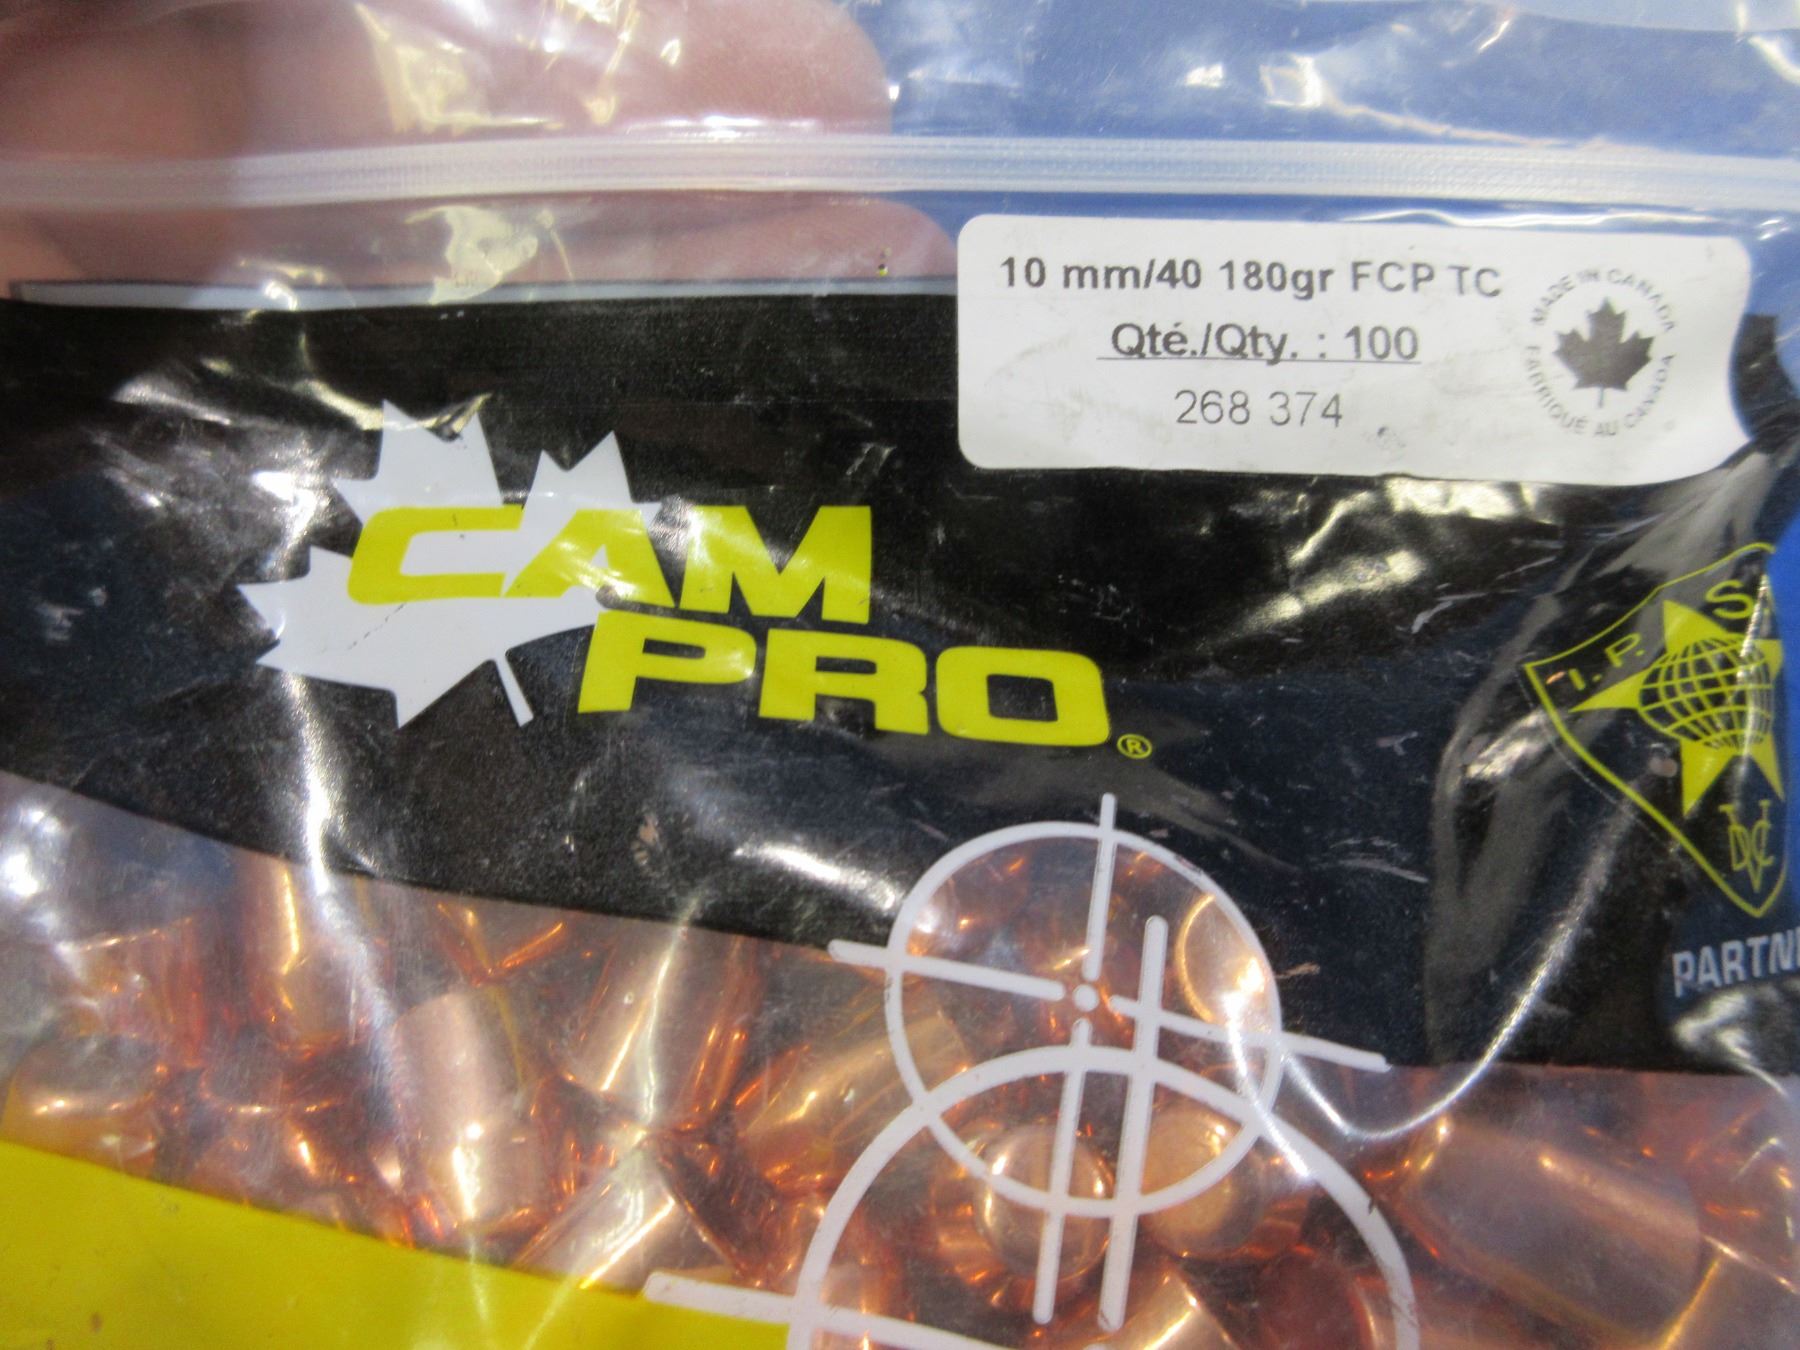 10 mm/40 180gr FCP TC
Qté./Qty. : 100
268 374
MADE IN CANADA
FABRIQUÉ AU CANADA
CAM
PRO®
I.P.S.
DVC